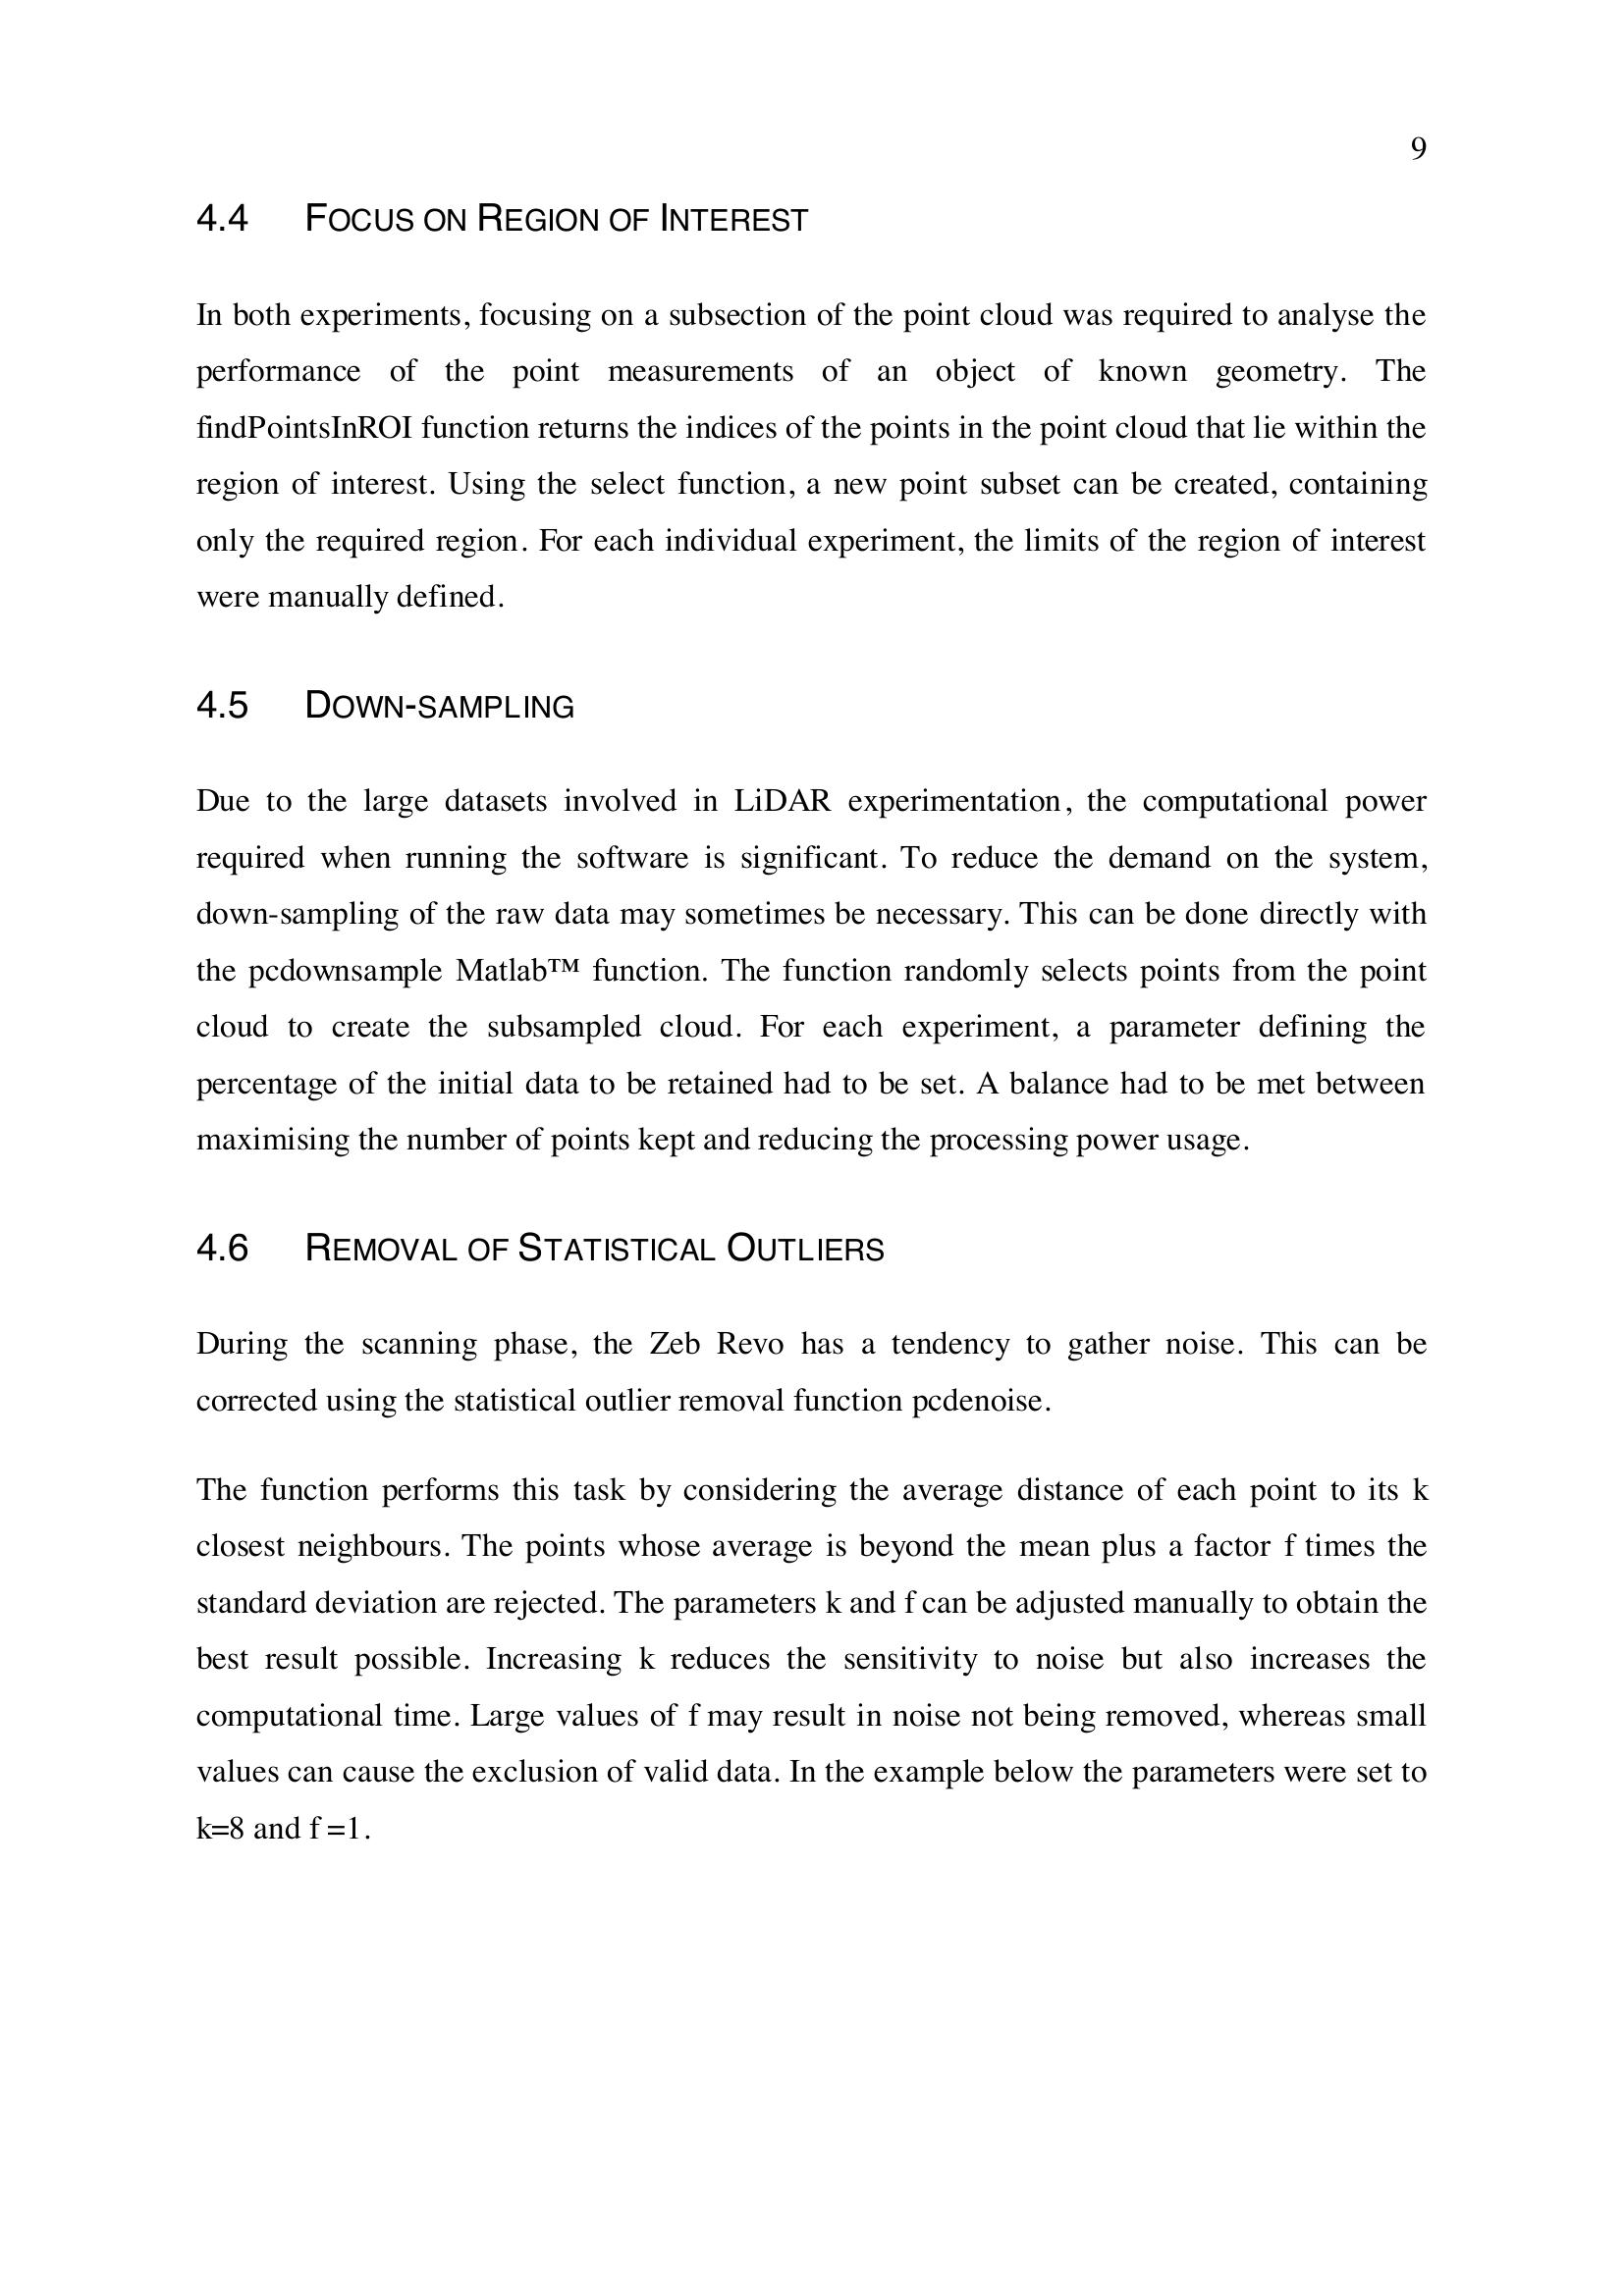 9
4.4 FOCUS ON REGION OF INTEREST
In both experiments, focusing on a subsection of the point cloud was required to analyse the
performance of the point measurements of an object of known geometry. The
findPointsInROI function returns the indices of the points in the point cloud that lie within the
region of interest. Using the select function, a new point subset can be created, containing
only the required region. For each individual experiment, the limits of the region of interest
were manually defined.
4.5 DOWN-SAMPLING
Due to the large datasets involved in LiDAR experimentation, the computational power
required when running the software is significant. To reduce the demand on the system,
down-sampling of the raw data may sometimes be necessary. This can be done directly with
the pcdownsample Matlab™ function. The function randomly selects points from the point
cloud to create the subsampled cloud. For each experiment, a parameter defining the
percentage of the initial data to be retained had to be set. A balance had to be met between
maximising the number of points kept and reducing the processing power usage.
4.6 REMOVAL OF STATISTICAL OUTLIERS
During the scanning phase, the Zeb Revo has a tendency to gather noise. This can be
corrected using the statistical outlier removal function pcdenoise.
The function performs this task by considering the average distance of each point to its k
closest neighbours. The points whose average is beyond the mean plus a factor f times the
standard deviation are rejected. The parameters k and f can be adjusted manually to obtain the
best result possible. Increasing k reduces the sensitivity to noise but also increases the
computational time. Large values of f may result in noise not being removed, whereas small
values can cause the exclusion of valid data. In the example below the parameters were set to
k=8 and f =1.